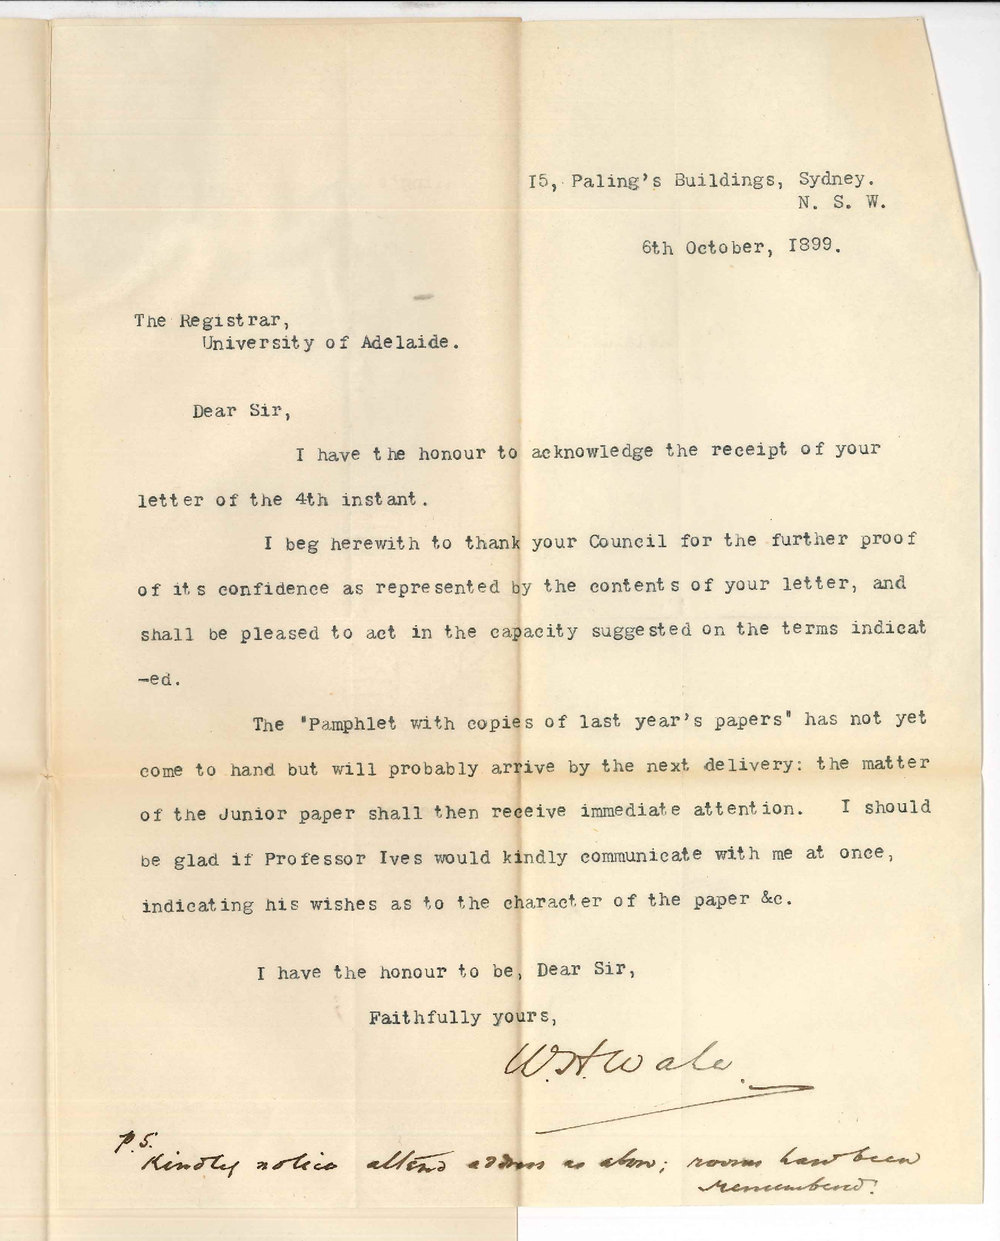 I5, Paling's Buildings, Sydney.
N. S. W.
6th October, I899.
The Registrar,
University of Adelaide.
Dear Sir,
I have the honour to acknowledge the receipt of your
letter of the 4th instant.
I beg herewith to thank your Council for the further proof
of its confidence as represented by the contents of your letter, and
shall be pleased to act in the capacity suggested on the terms indicat
-ed.
The "Pamphlet with copies of last year's papers" has not yet
come to hand but will probably arrive by the next delivery: the matter
of the Junior paper shall then receive immediate attention. I should
be glad if Professor Ives would kindly communicate with me at once,
indicating his wishes as to the character of the paper &c.
I have the honour to be, Dear Sir,
Faithfully yours,
W. H. Wale.
P.S.
Kindly notice address as above; rooms have been